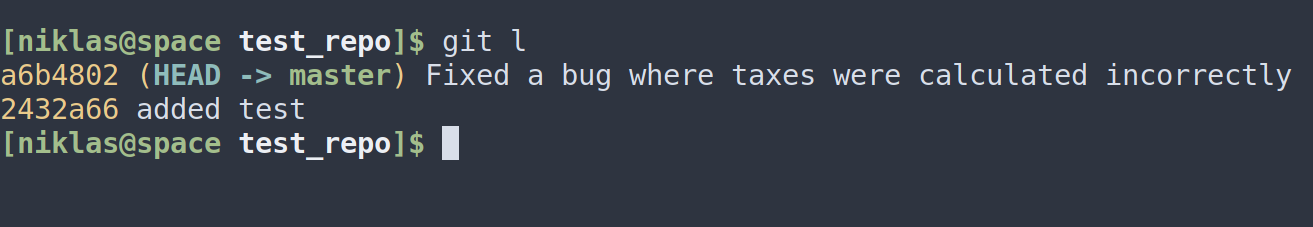 [niklas@space test_repo]$ git l
a6b4802 (HEAD -> master) Fixed a bug where taxes were calculated incorrectly
2432a66 added test
[niklas@space test_repo]$